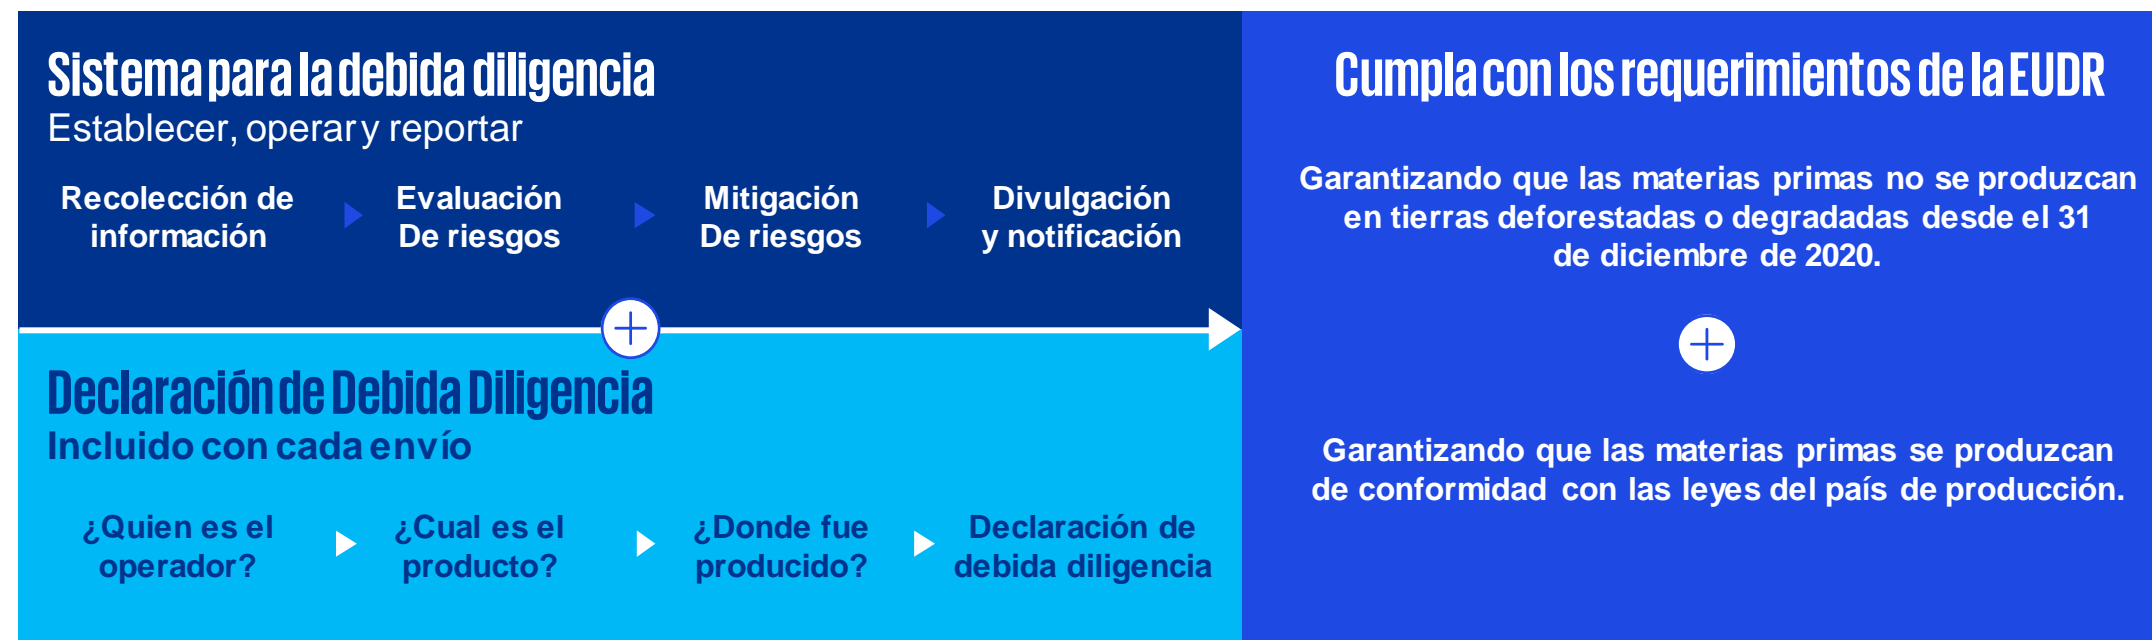 Sistema para la debida diligencia
Establecer, operar y reportar
Recolección de
información
Evaluación
De riesgos
Mitigación
De riesgos
Divulgación
y notificación
Declaración de Debida Diligencia
Incluido con cada envío
¿Quien es el
operador?
¿Cual es el
producto?
¿Donde fue
producido?
Declaración de
debida diligencia
Cumpla con los requerimientos de la EUDR
Garantizando que las materias primas no se produzcan
en tierras deforestadas o degradadas desde el 31
de diciembre de 2020.
Garantizando que las materias primas se produzcan
de conformidad con las leyes del país de producción.